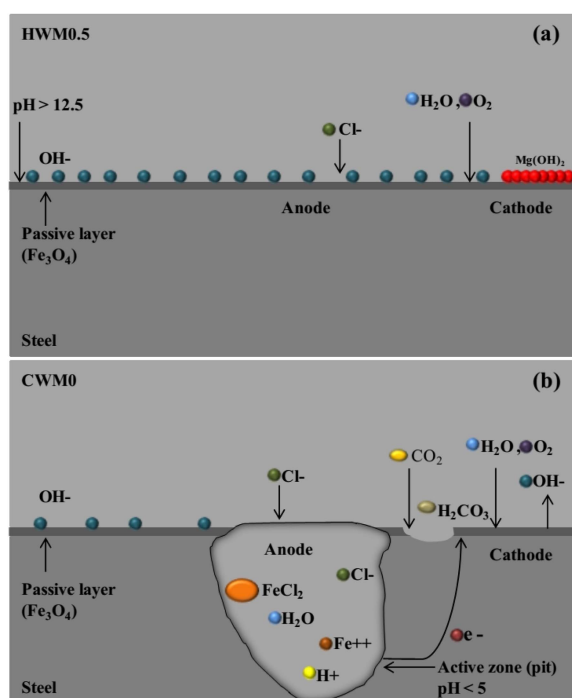 HWM0.5
(a)
pH > 12.5
H₂O ,O₂
Cl-
OH-
Mg(OH)₂
Anode
Cathode
Passive layer
(Fe₃O₄)
Steel
CWM0
(b)
CO₂
H₂O ,O₂
Cl-
OH-
OH-
H₂CO₃
Anode
Cathode
Cl-
Passive layer
(Fe₃O₄)
FeCl₂
H₂O
Fe++
e -
H+
Active zone (pit)
pH < 5
Steel